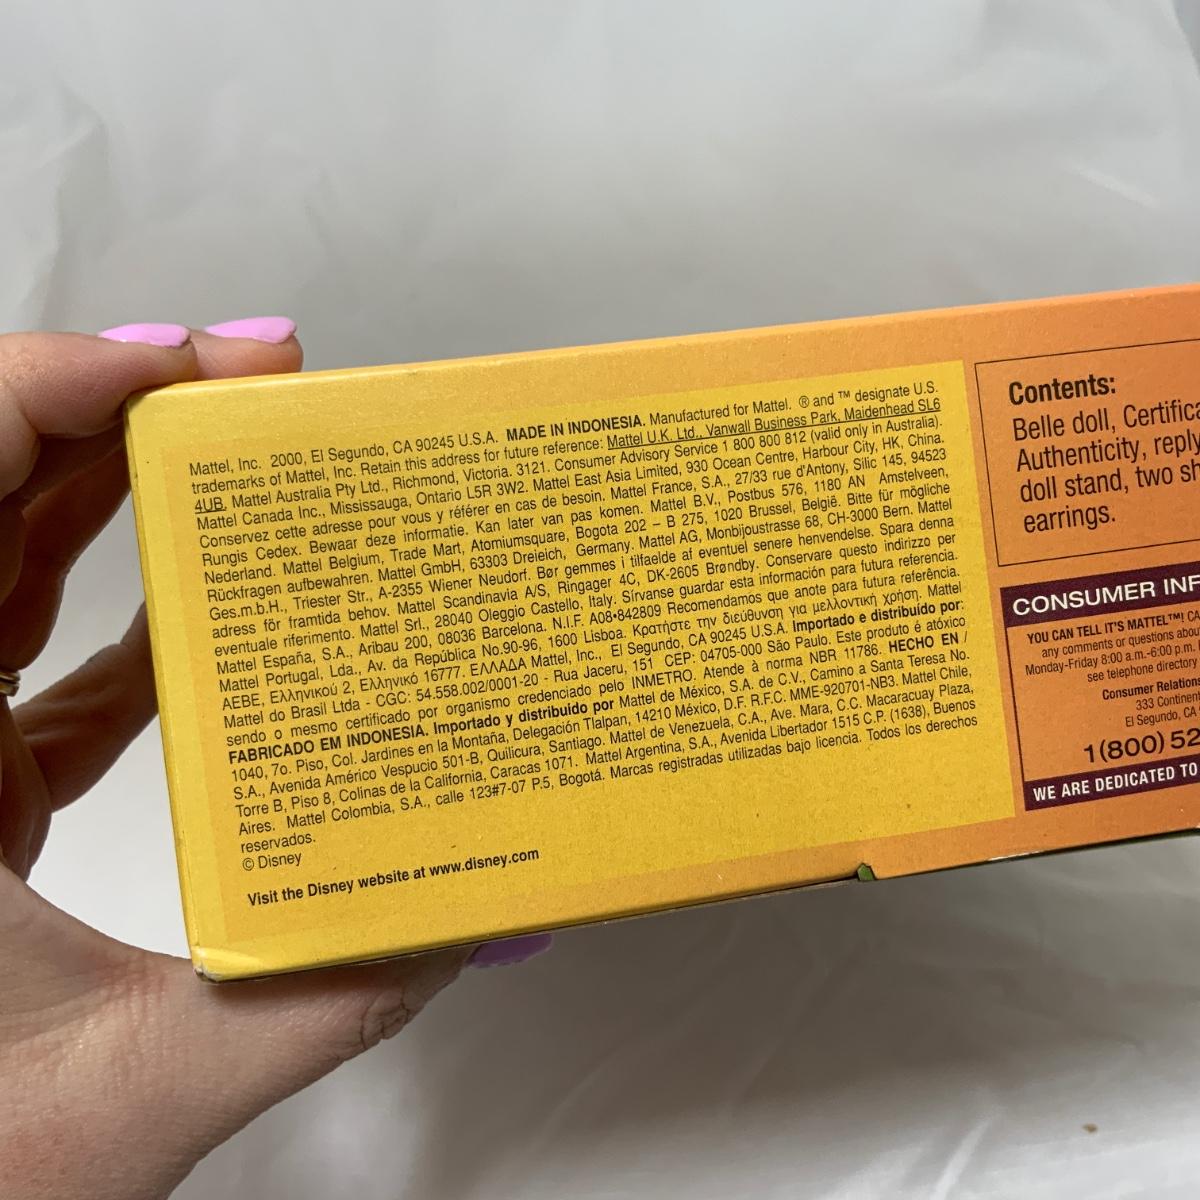 Mattel, Inc. 2000, El Segundo, CA 90245 U.S.A. MADE IN INDONESIA. Manufactured for Mattel. ® and ™ designate U.S.
trademarks of Mattel, Inc. Retain this address for future reference: Mattel U.K. Ltd., Vanwall Business Park, Maidenhead SL6
4UB. Mattel Australia Pty Ltd., Richmond, Victoria. 3121. Consumer Advisory Service 1 800 800 812 (valid only in Australia).
Mattel Canada Inc., Mississauga, Ontario L5R 3W2. Mattel East Asia Limited, 930 Ocean Centre, Harbour City, HK, China.
Conservez cette adresse pour vous y référer en cas de besoin. Mattel France, S.A., 27/33 rue d'Antony, Silic 145, 94523
Rungis Cedex. Bewaar deze informatie. Kan later van pas komen. Mattel B.V., Postbus 576, 1180 AN Amstelveen,
Nederland. Mattel Belgium, Trade Mart, Atomiumsquare, Bogota 202 – B 275, 1020 Brussel, België. Bitte für mögliche
Rückfragen aufbewahren. Mattel GmbH, 63303 Dreieich, Germany. Mattel AG, Monbijoustrasse 68, CH-3000 Bern. Mattel
Ges.m.b.H., Triester Str., A-2355 Wiener Neudorf. Bør gemmes i tilfaelde af eventuel senere henvendelse. Spara denna
adress för framtida behov. Mattel Scandinavia A/S, Ringager 4C, DK-2605 Brøndby. Conservare questo indirizzo per
eventuale riferimento. Mattel Srl., 28040 Oleggio Castello, Italy. Sírvanse guardar esta información para futura referencia.
Mattel España, S.A., Aribau 200, 08036 Barcelona. N.I.F. A08•842809 Recomendamos que anote para futura referência.
Mattel Portugal, Lda., Av. da República No.90-96, 1600 Lisboa. Κρατήστε την διεύθυνση για μελλοντική χρήση. Mattel
AEBE, Ελληνικού 2, Ελληνικό 16777. ΕΛΛΑΔΑ Mattel, Inc., El Segundo, CA 90245 U.S.A. Importado e distribuído por:
Mattel do Brasil Ltda - CGC: 54.558.002/0001-20 - Rua Jaceru, 151 CEP: 04705-000 São Paulo. Este produto é atóxico
sendo o mesmo certificado por organismo credenciado pelo INMETRO. Atende à norma NBR 11786. HECHO EN /
FABRICADO EM INDONESIA. Importado y distribuido por Mattel de México, S.A. de C.V., Camino a Santa Teresa No.
1040, 7o. Piso, Col. Jardines en la Montaña, Delegación Tlalpan, 14210 México, D.F. R.F.C. MME-920701-NB3. Mattel Chile,
S.A., Avenida Américo Vespucio 501-B, Quilicura, Santiago. Mattel de Venezuela, C.A., Ave. Mara, C.C. Macaracuay Plaza,
Torre B, Piso 8, Colinas de la California, Caracas 1071. Mattel Argentina, S.A., Avenida Libertador 1515 C.P. (1638), Buenos
Aires. Mattel Colombia, S.A., calle 123#7-07 P.5, Bogotá. Marcas registradas utilizadas bajo licencia. Todos los derechos
reservados.
© Disney
Visit the Disney website at www.disney.com
Contents:
Belle doll, Certifica
Authenticity, reply
doll stand, two sh
earrings.
CONSUMER INF
YOU CAN TELL IT'S MATTEL™! CA
any comments or questions abou
Monday-Friday 8:00 a.m.-6:00 p.m.
see telephone directory
Consumer Relations
333 Continent
El Segundo, CA
1(800) 52
WE ARE DEDICATED TO